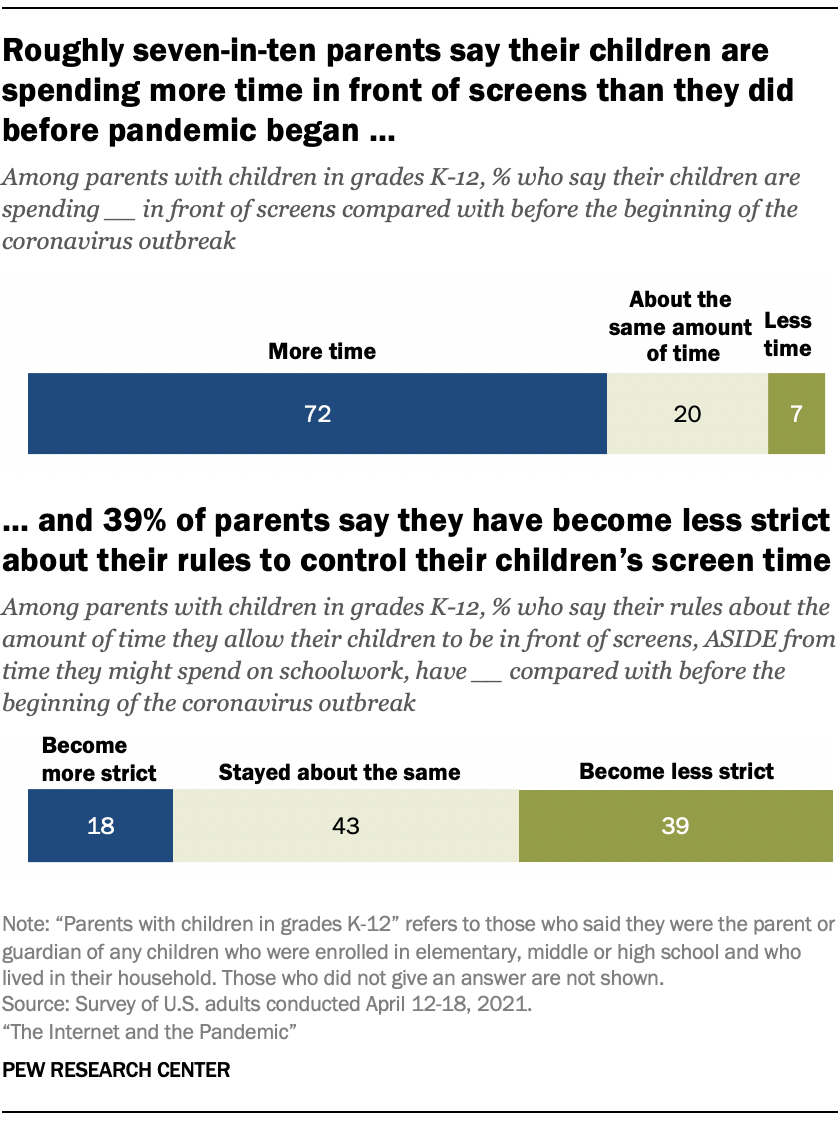 Roughly seven-in-ten parents say their children are
spending more time in front of screens than they did
before pandemic began ...
Among parents with children in grades K-12, % who say their children are
spending __ in front of screens compared with before the beginning of the
coronavirus outbreak
More time
About the
same amount
of time
Less
time
72
20
7
... and 39% of parents say they have become less strict
about their rules to control their children’s screen time
Among parents with children in grades K-12, % who say their rules about the
amount of time they allow their children to be in front of screens, ASIDE from
time they might spend on schoolwork, have __ compared with before the
beginning of the coronavirus outbreak
Become
more strict
Stayed about the same
Become less strict
18
43
39
Note: “Parents with children in grades K-12” refers to those who said they were the parent or
guardian of any children who were enrolled in elementary, middle or high school and who
lived in their household. Those who did not give an answer are not shown.
Source: Survey of U.S. adults conducted April 12-18, 2021.
“The Internet and the Pandemic”
PEW RESEARCH CENTER